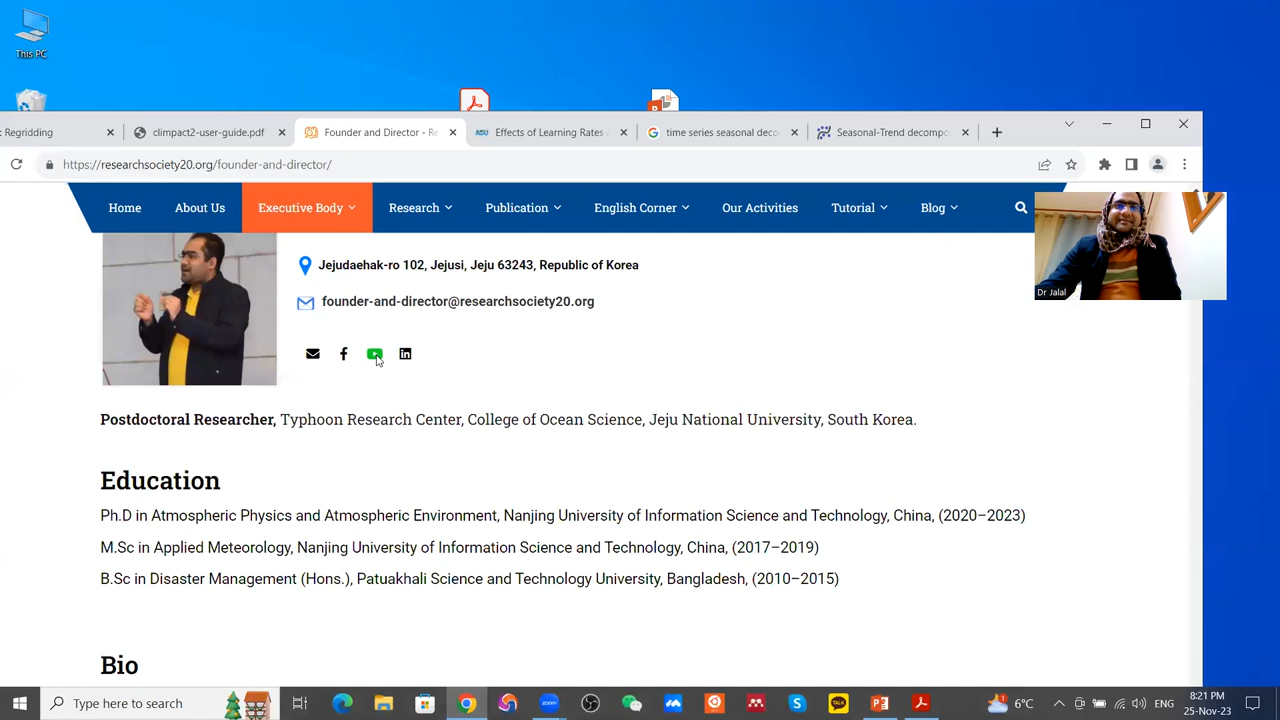 This PC
: Regridding
climpact2-user-guide.pdf
Founder and Director - Re
Effects of Learning Rates
time series seasonal deco
Seasonal-Trend decompo
https://researchsociety20.org/founder-and-director/
Home About Us Executive Body Research Publication English Corner Our Activities Tutorial Blog
Jejudaehak-ro 102, Jejusi, Jeju 63243, Republic of Korea
founder-and-director@researchsociety20.org
Dr Jalal
Postdoctoral Researcher, Typhoon Research Center, College of Ocean Science, Jeju National University, South Korea.
Education
Ph.D in Atmospheric Physics and Atmospheric Environment, Nanjing University of Information Science and Technology, China, (2020–2023)
M.Sc in Applied Meteorology, Nanjing University of Information Science and Technology, China, (2017–2019)
B.Sc in Disaster Management (Hons.), Patuakhali Science and Technology University, Bangladesh, (2010–2015)
Bio
Type here to search
zoom
TALK
1
6°C
ENG
8:21 PM
25-Nov-23